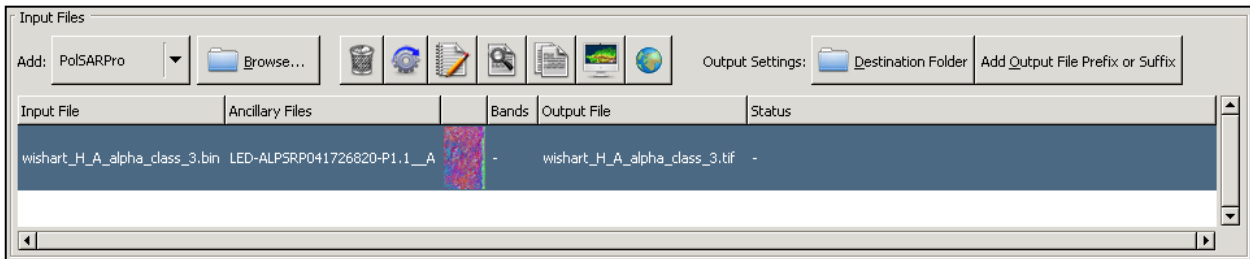 Input Files
Add: PolSARPro Browse... Output Settings: Destination Folder Add Output File Prefix or Suffix
Input File Ancillary Files Bands Output File Status
wishart_H_A_alpha_class_3.bin LED-ALPSRP041726820-P1.1__A - wishart_H_A_alpha_class_3.tif -